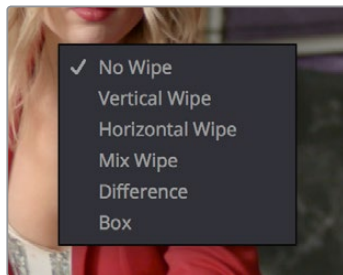 No Wipe
Vertical Wipe
Horizontal Wipe
Mix Wipe
Difference
Box